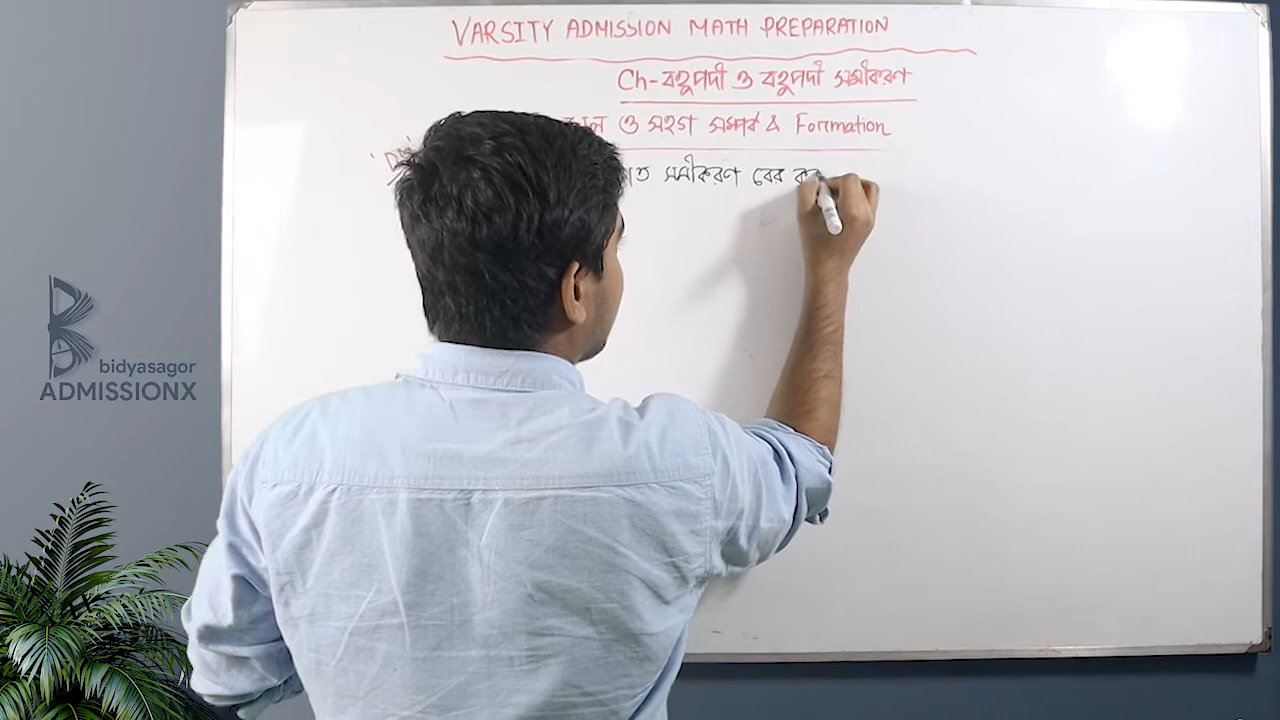 VARSITY ADMISSION MATH PREPARATION
Ch-বহুপদী ও বহুপদী সমীকরণ
ও সহগ সম্পর্ক & Formation
সমীকরণ বের
bidyasagor
ADMISSIONX